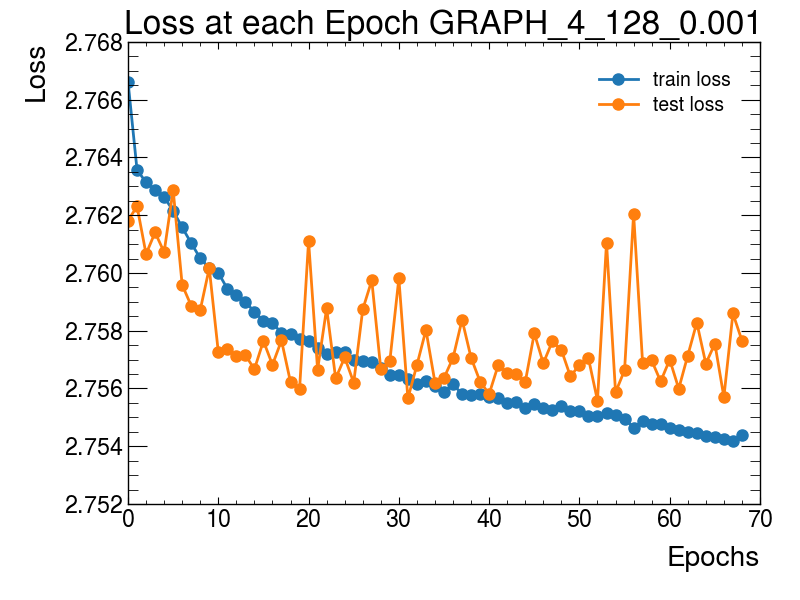 Loss at each Epoch GRAPH_4_128_0.001
Loss
2.768
2.766
2.764
2.762
2.760
2.758
2.756
2.754
2.752
train loss
test loss
0 10 20 30 40 50 60 70
Epochs